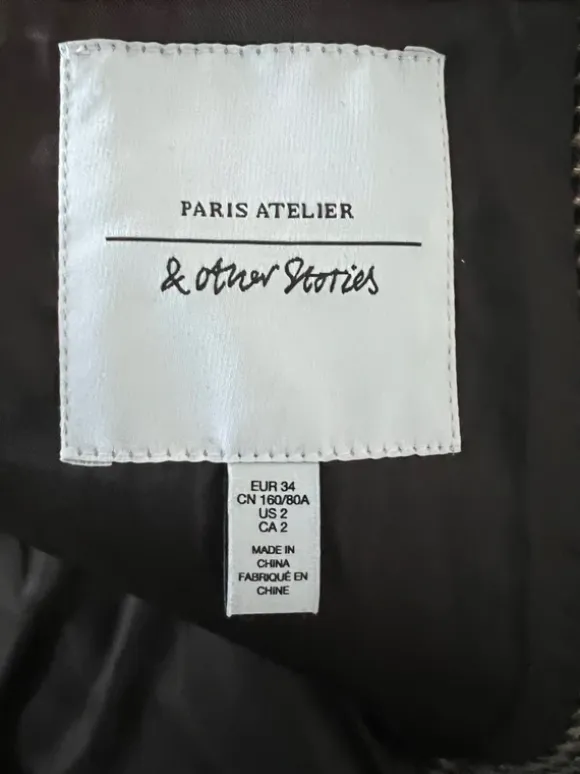 PARIS ATELIER
& other Stories
EUR 34
CN 160/80A
US 2
CA 2
MADE IN
CHINA
FABRIQUÉ EN
CHINE